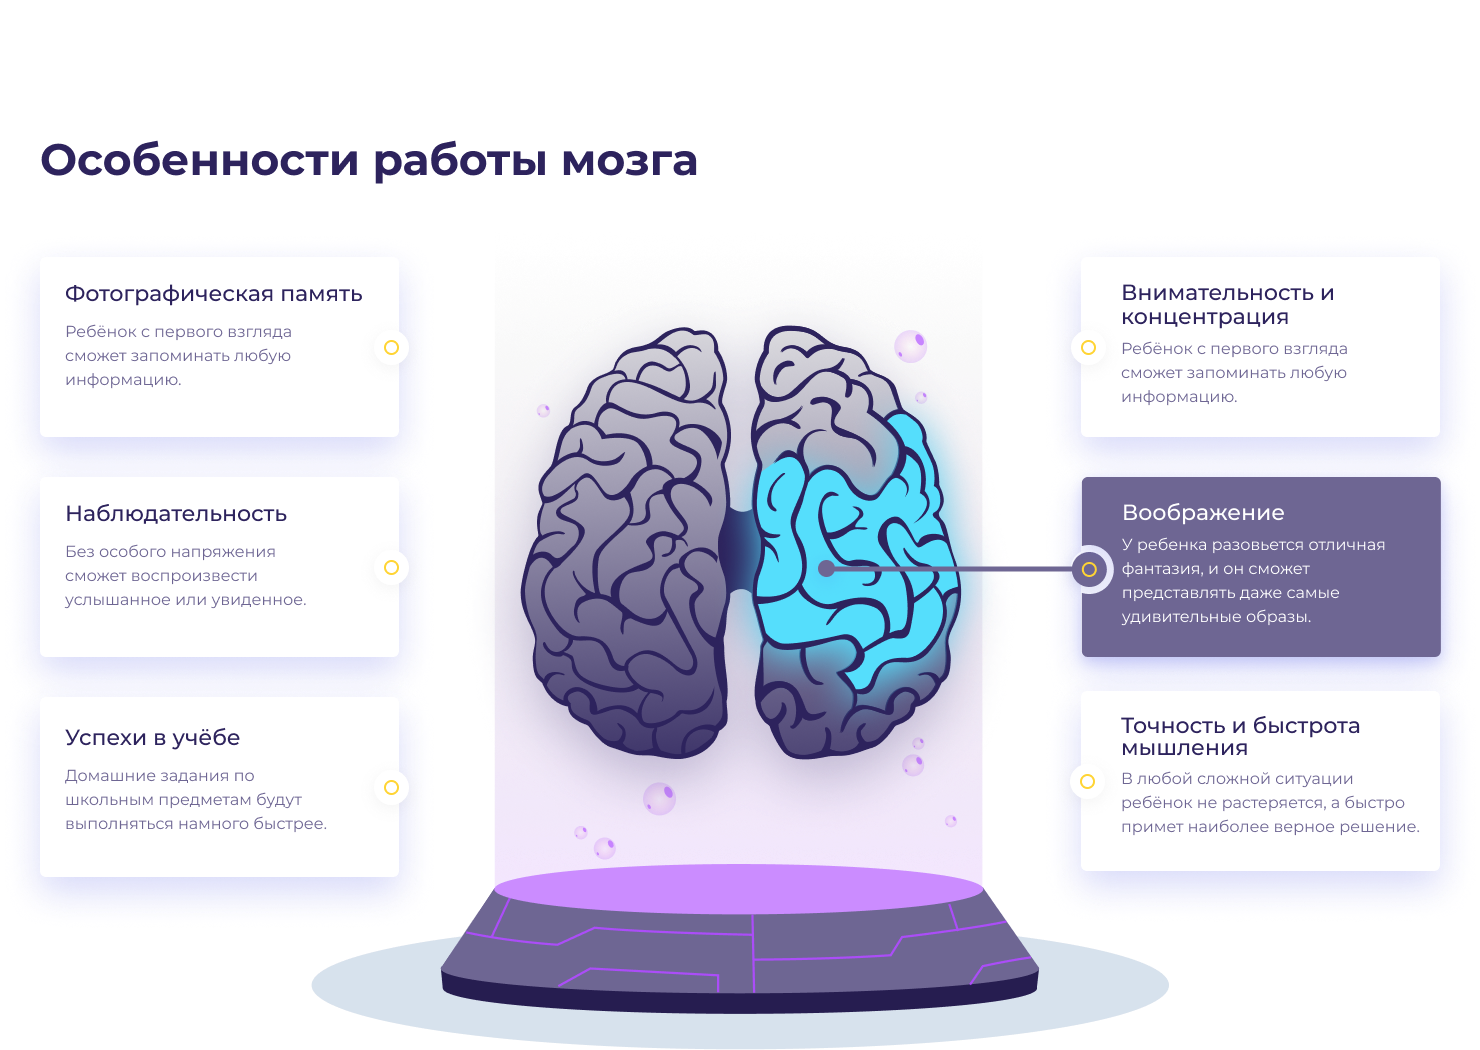 Особенности работы мозга
Фотографическая память
Ребёнок с первого взгляда
сможет запоминать любую
информацию.
Наблюдательность
Без особого напряжения
сможет воспроизвести
услышанное или увиденное.
Успехи в учёбе
Домашние задания по
школьным предметам будут
выполняться намного быстрее.
Внимательность и
концентрация
Ребёнок с первого взгляда
сможет запоминать любую
информацию.
Воображение
У ребенка разовьется отличная
фантазия, и он сможет
представлять даже самые
удивительные образы.
Точность и быстрота
мышления
В любой сложной ситуации
ребёнок не растеряется, а быстро
примет наиболее верное решение.